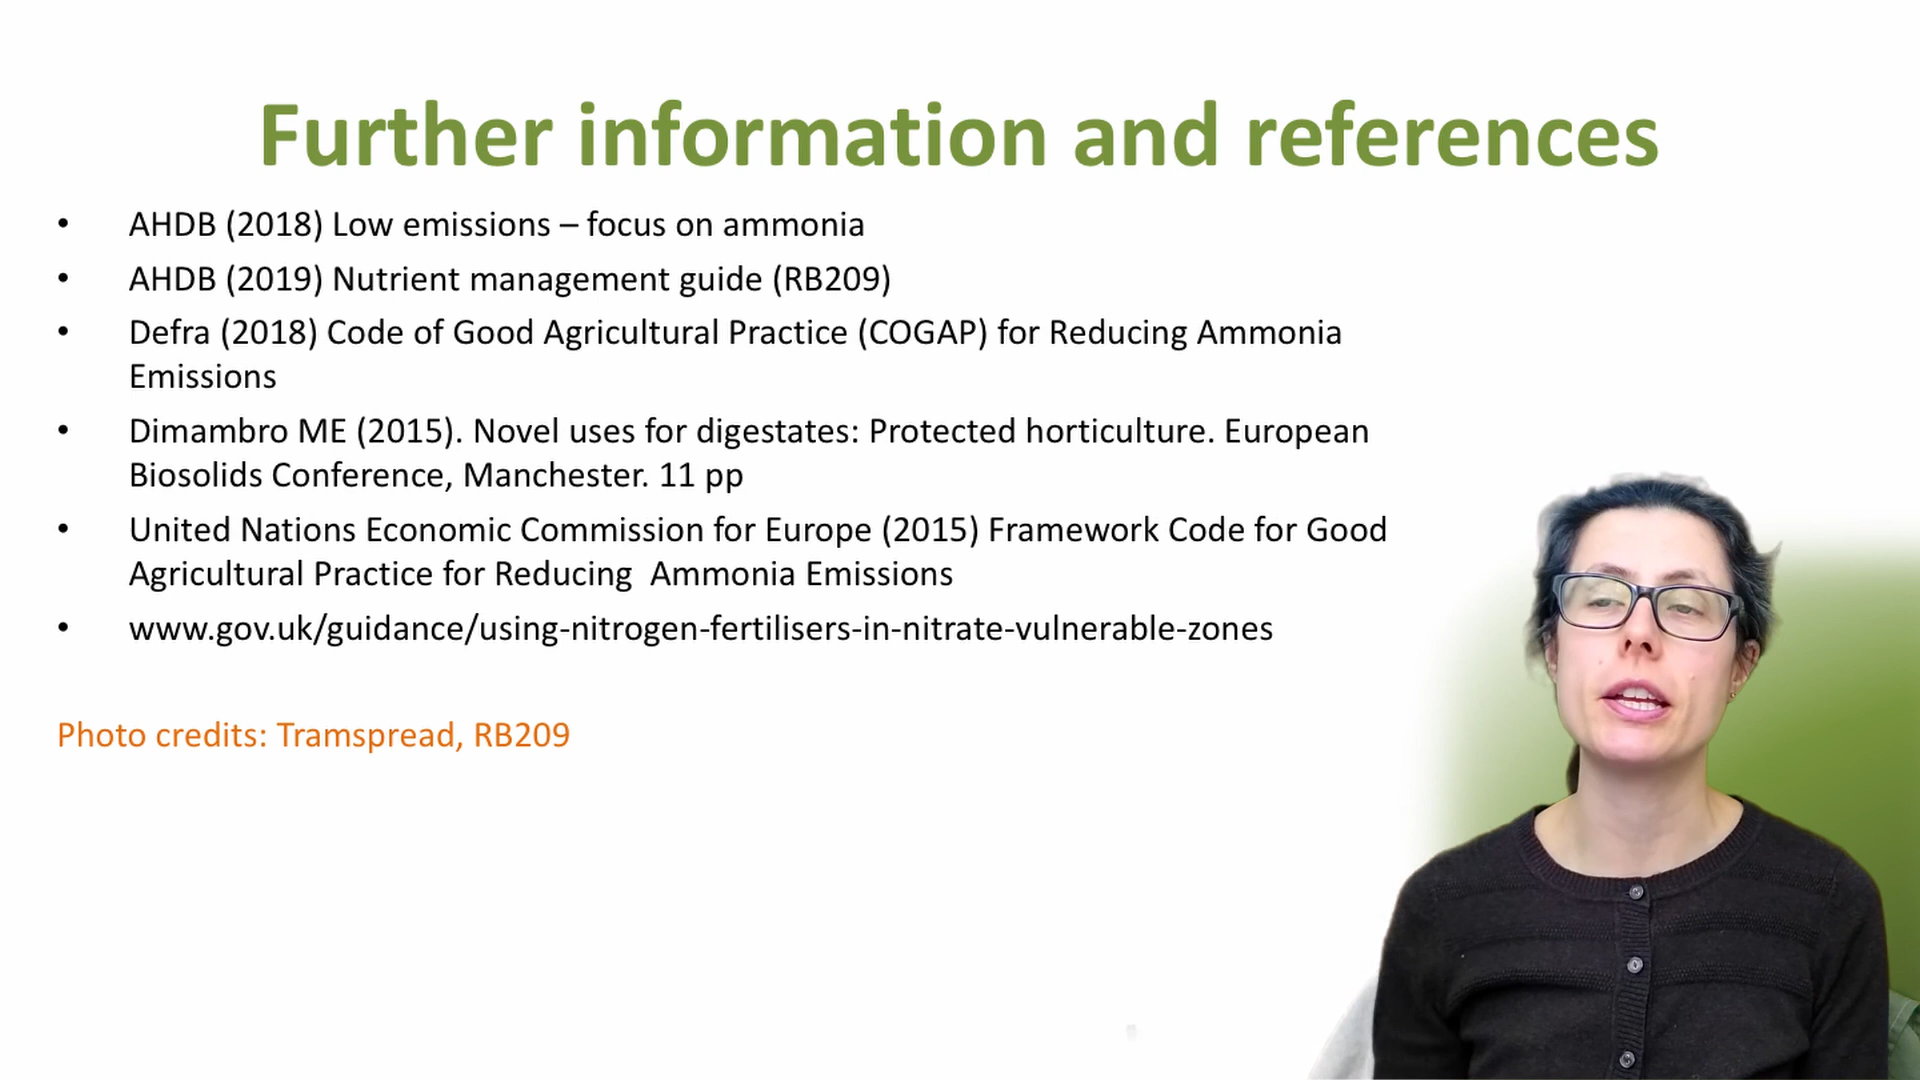 Further information and references
• AHDB (2018) Low emissions – focus on ammonia
• AHDB (2019) Nutrient management guide (RB209)
• Defra (2018) Code of Good Agricultural Practice (COGAP) for Reducing Ammonia
Emissions
• Dimambro ME (2015). Novel uses for digestates: Protected horticulture. European
Biosolids Conference, Manchester. 11 pp
• United Nations Economic Commission for Europe (2015) Framework Code for Good
Agricultural Practice for Reducing  Ammonia Emissions
• www.gov.uk/guidance/using-nitrogen-fertilisers-in-nitrate-vulnerable-zones
Photo credits: Tramspread, RB209